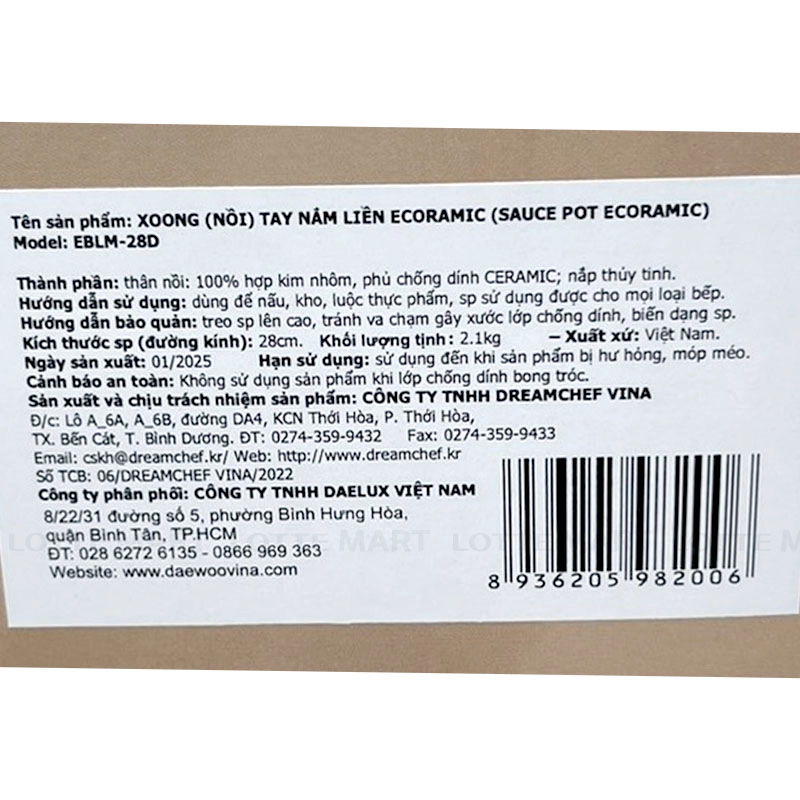 Tên sản phẩm: XOONG (NỒI) TAY NẮM LIỀN ECORAMIC (SAUCE POT ECORAMIC)
Model: EBLM-28D
Thành phần: thân nồi: 100% hợp kim nhôm, phủ chống dính CERAMIC; nắp thủy tinh.
Hướng dẫn sử dụng: dùng để nấu, kho, luộc thực phẩm, sp sử dụng được cho mọi loại bếp.
Hướng dẫn bảo quản: treo sp lên cao, tránh va chạm gây xước lớp chống dính, biến dạng sp.
Kích thước sp (đường kính): 28cm. Khối lượng tịnh: 2.1kg – Xuất xứ: Việt Nam.
Ngày sản xuất: 01/2025 Hạn sử dụng: sử dụng đến khi sản phẩm bị hư hỏng, móp méo.
Cảnh báo an toàn: Không sử dụng sản phẩm khi lớp chống dính bong tróc.
Sản xuất và chịu trách nhiệm sản phẩm: CÔNG TY TNHH DREAMCHEF VINA
Đ/c: Lô A_6A, A_6B, đường DA4, KCN Thới Hòa, P. Thới Hòa,
TX. Bến Cát, T. Bình Dương. ĐT: 0274-359-9432 Fax: 0274-359-9433
Email: cskh@dreamchef.kr/ Web: http://www.dreamchef.kr
Số TCB: 06/DREAMCHEF VINA/2022
Công ty phân phối: CÔNG TY TNHH DAELUX VIỆT NAM
8/22/31 đường số 5, phường Bình Hưng Hòa,
quận Bình Tân, TP.HCM
LOTTE MART LOTTE MART
ĐT: 028 6272 6135 - 0866 969 363
Website: www.daewoovina.com
8 936205 982006